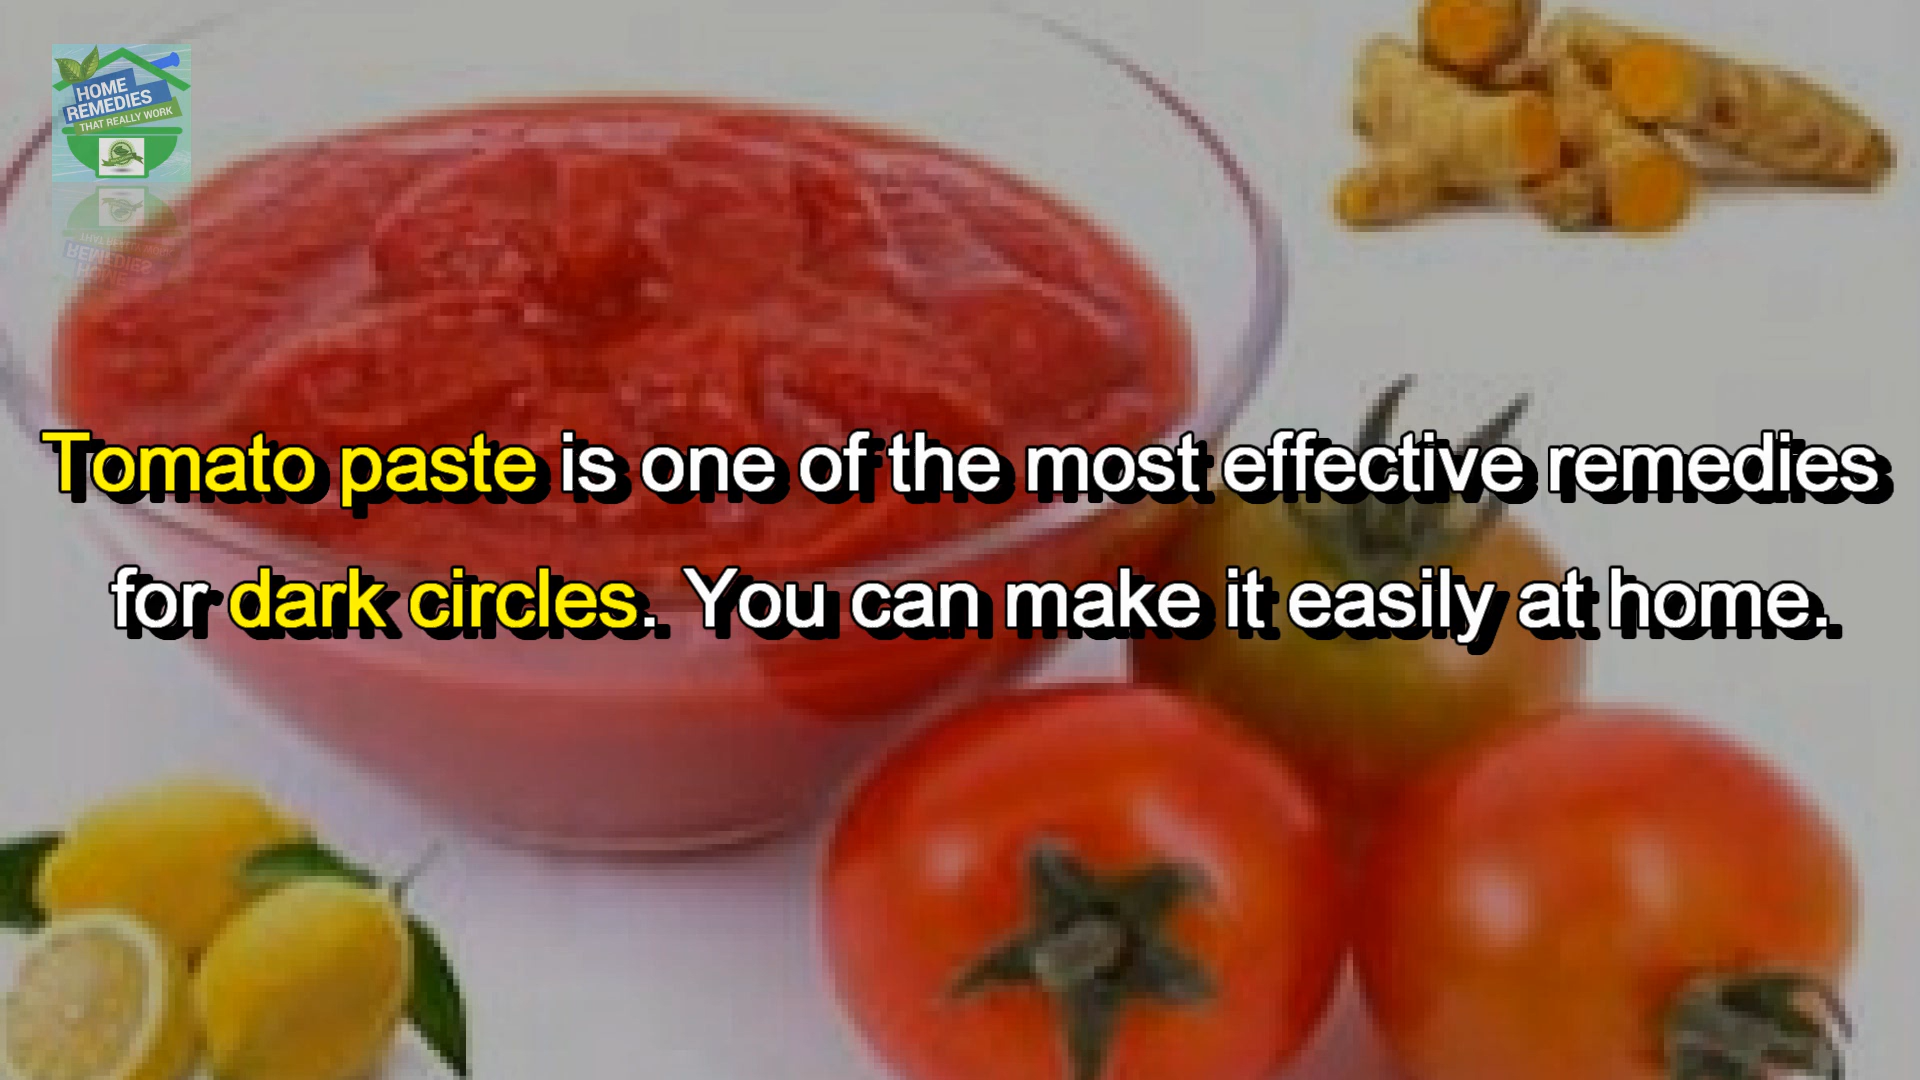 HOME
REMEDIES
THAT REALLY WORK
Tomato paste is one of the most effective remedies
for dark circles. You can make it easily at home.